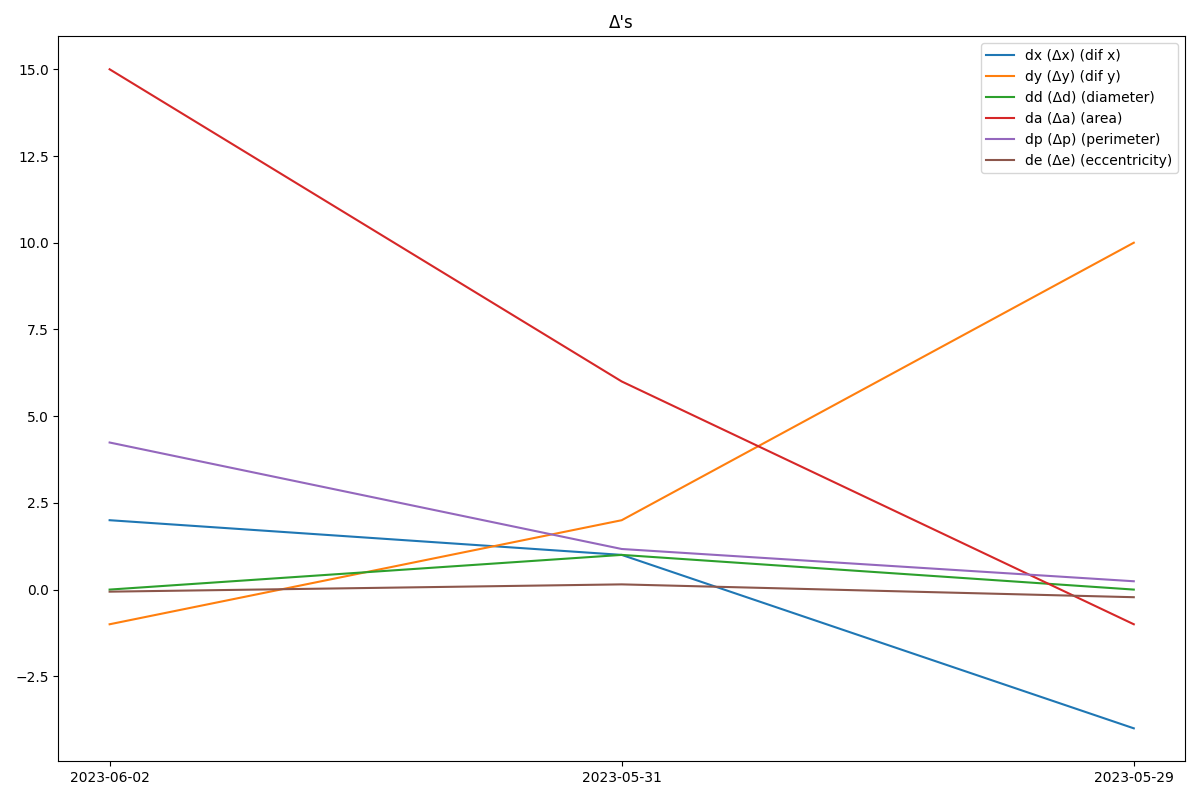 Δ's
15.0
12.5
10.0
7.5
5.0
2.5
0.0
−2.5
dx (Δx) (dif x)
dy (Δy) (dif y)
dd (Δd) (diameter)
da (Δa) (area)
dp (Δp) (perimeter)
de (Δe) (eccentricity)
2023-06-02
2023-05-31
2023-05-29